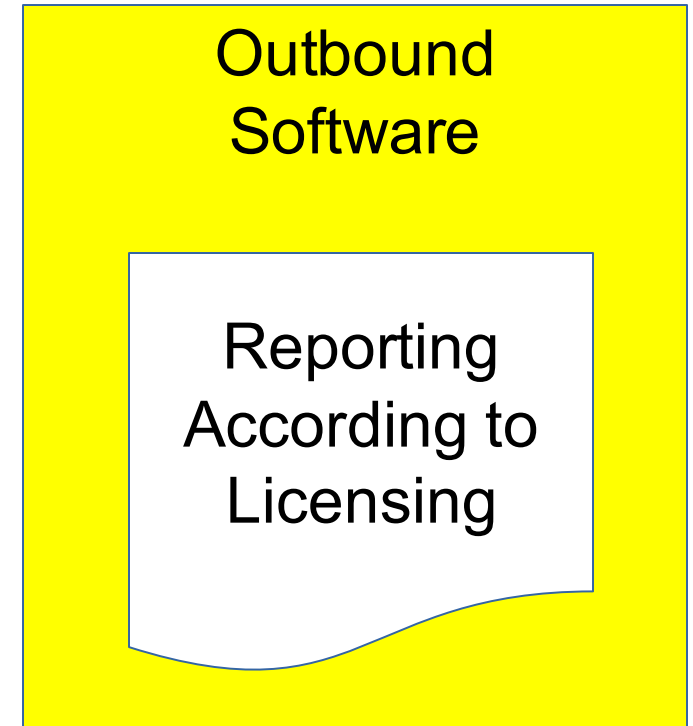 Outbound
Software
Reporting
According to
Licensing